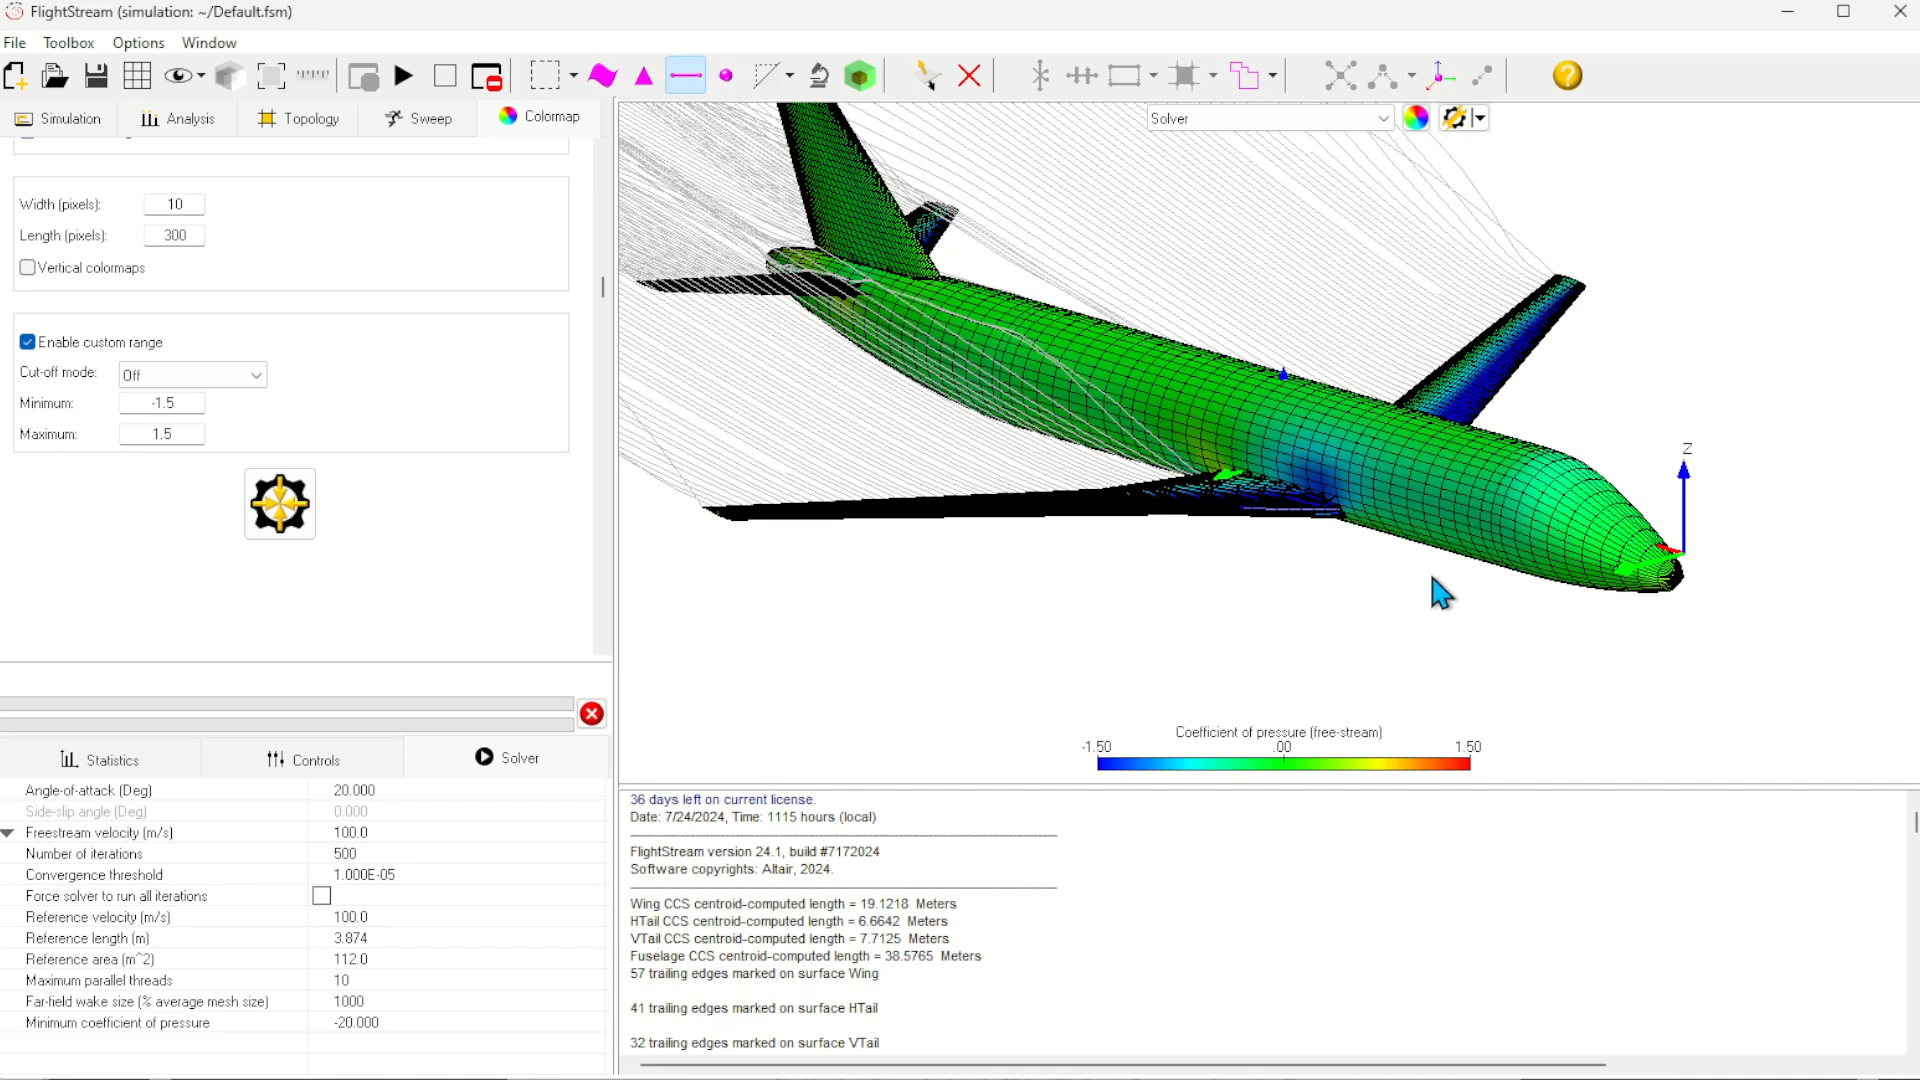 FlightStream (simulation: ~/Default.fsm)
File Toolbox Options Window
Simulation Analysis Topology Sweep Colormap
Solver
Width (pixels): 10
Length (pixels): 300
Vertical colormaps
Enable custom range
Cut-off mode: Off
Minimum: -1.5
Maximum: 1.5
Z
Coefficient of pressure (free-stream)
-1.50 .00 1.50
Statistics Controls Solver
Angle-of-attack (Deg) 20.000
Side-slip angle (Deg) 0.000
Freestream velocity (m/s) 100.0
Number of iterations 500
Convergence threshold 1.000E-05
Force solver to run all iterations
Reference velocity (m/s) 100.0
Reference length (m) 3.874
Reference area (m^2) 112.0
Maximum parallel threads 10
Far-field wake size (% average mesh size) 1000
Minimum coefficient of pressure -20.000
36 days left on current license.
Date: 7/24/2024, Time: 1115 hours (local)
FlightStream version 24.1, build #7172024
Software copyrights: Altair, 2024.
Wing CCS centroid-computed length = 19.1218 Meters
HTail CCS centroid-computed length = 6.6642 Meters
VTail CCS centroid-computed length = 7.7125 Meters
Fuselage CCS centroid-computed length = 38.5765 Meters
57 trailing edges marked on surface Wing
41 trailing edges marked on surface HTail
32 trailing edges marked on surface VTail